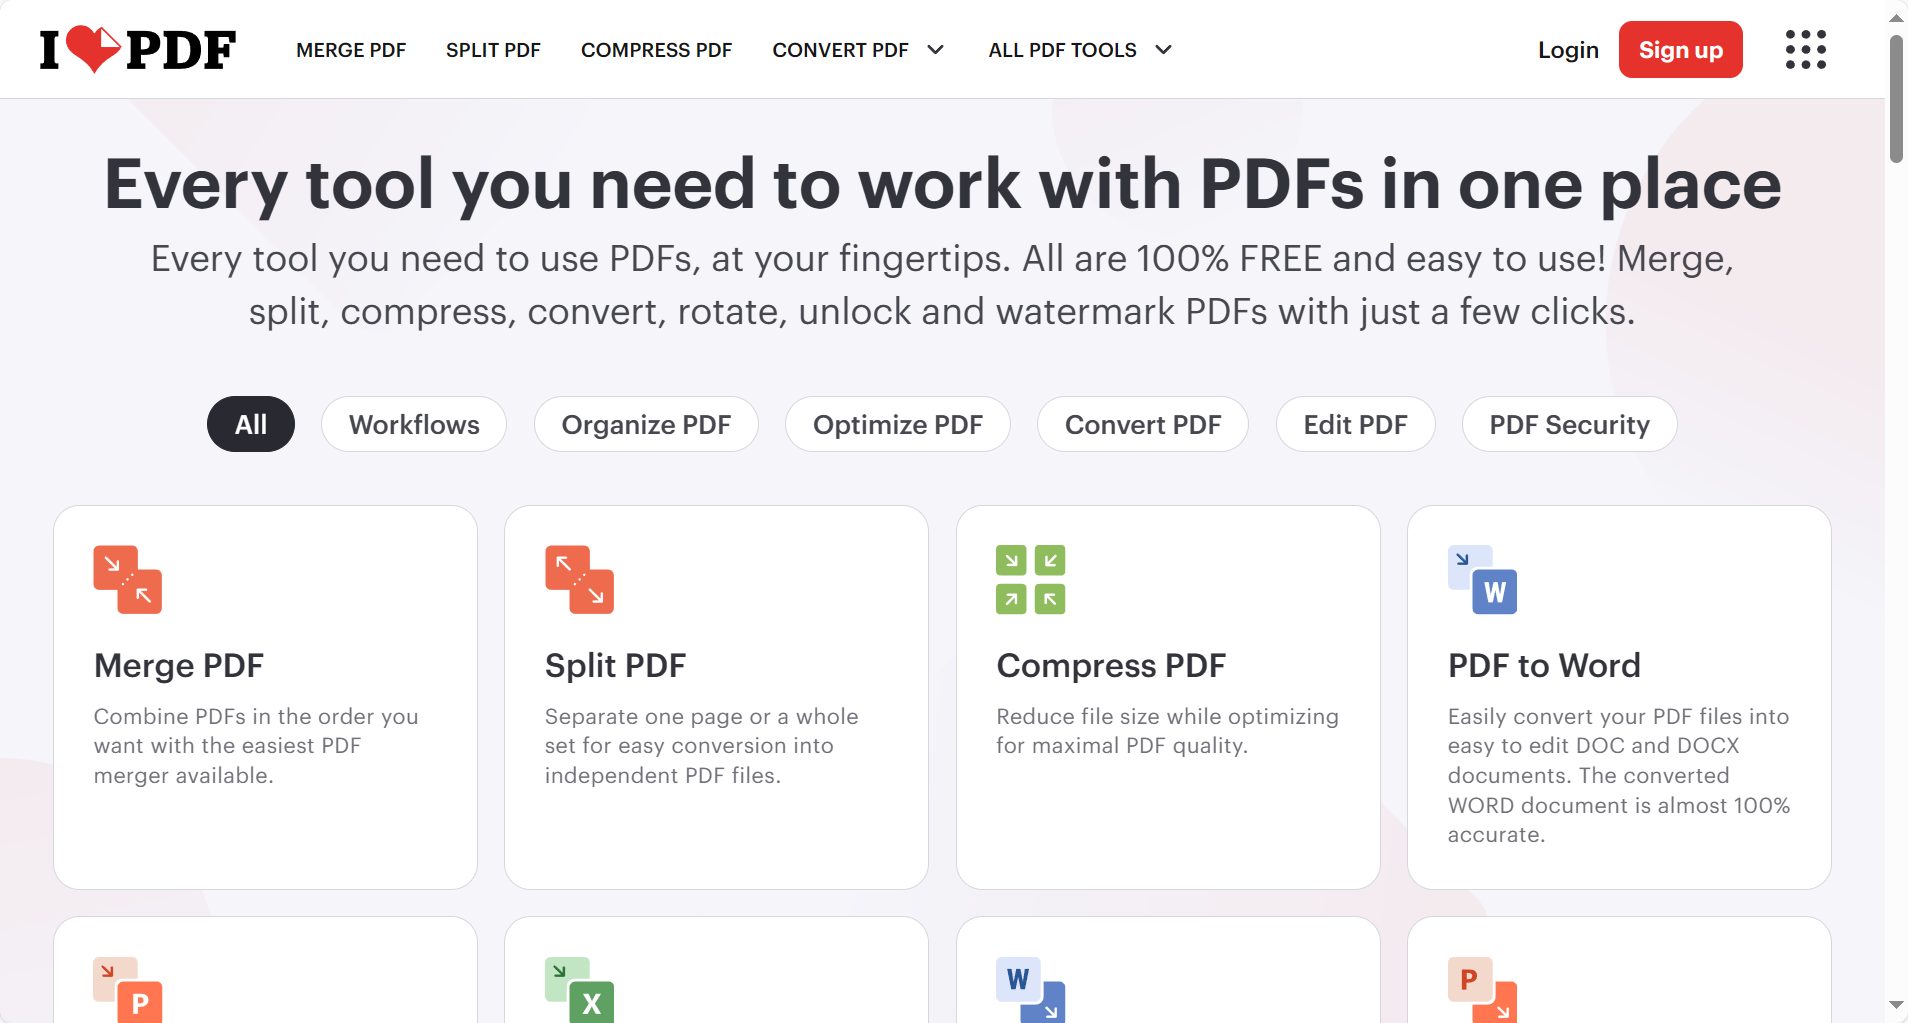 I PDF
MERGE PDF
SPLIT PDF
COMPRESS PDF
CONVERT PDF
ALL PDF TOOLS
Login
Sign up
Every tool you need to work with PDFs in one place
Every tool you need to use PDFs, at your fingertips. All are 100% FREE and easy to use! Merge,
split, compress, convert, rotate, unlock and watermark PDFs with just a few clicks.
All
Workflows
Organize PDF
Optimize PDF
Convert PDF
Edit PDF
PDF Security
Merge PDF
Combine PDFs in the order you
want with the easiest PDF
merger available.
Split PDF
Separate one page or a whole
set for easy conversion into
independent PDF files.
Compress PDF
Reduce file size while optimizing
for maximal PDF quality.
W
PDF to Word
Easily convert your PDF files into
easy to edit DOC and DOCX
documents. The converted
WORD document is almost 100%
accurate.
P
X
W
P